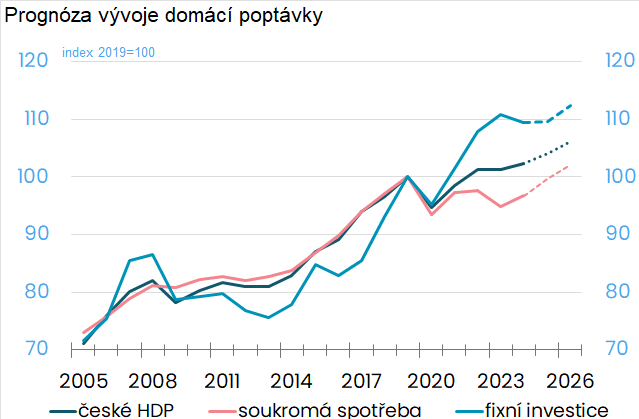 Prognóza vývoje domácí poptávky
index 2019=100
120 120
110 110
100 100
90 90
80 80
70 70
2005 2008 2011 2014 2017 2020 2023 2026
české HDP soukromá spotřeba fixní investice